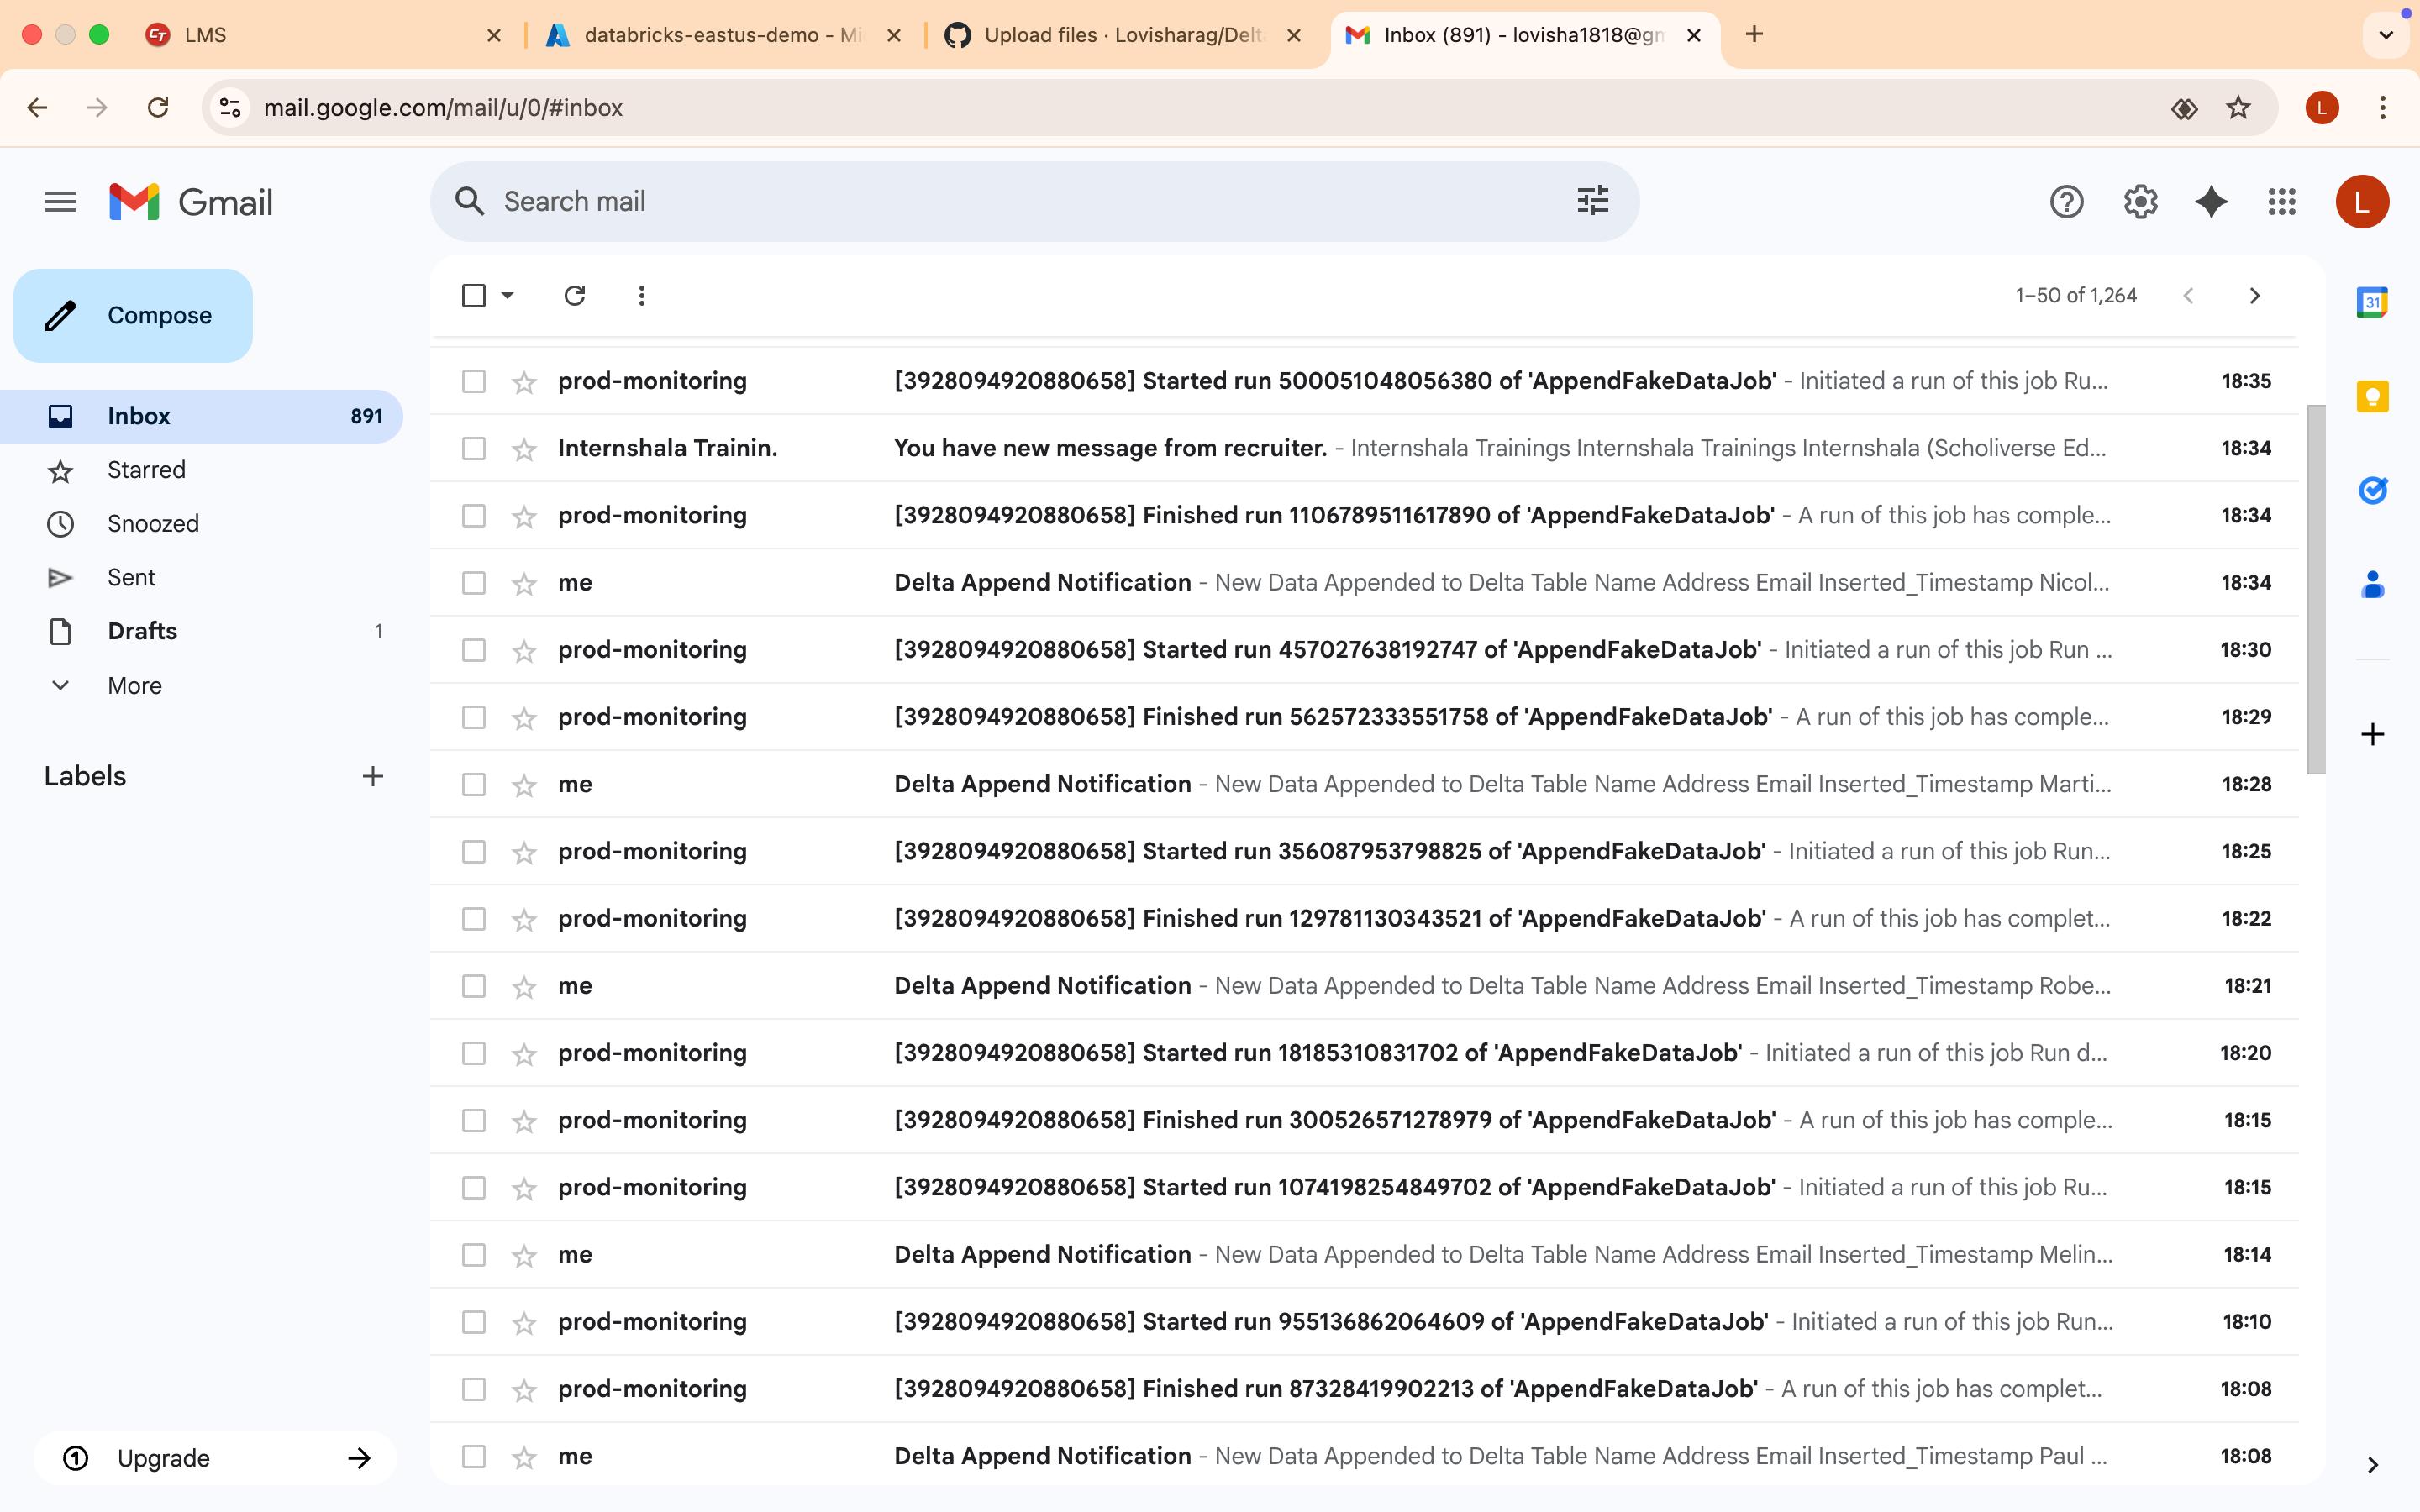 LMS
databricks-eastus-demo - Mi
Upload files · Lovisharag/Delt
Inbox (891) - lovisha1818@gm
mail.google.com/mail/u/0/#inbox
L
Gmail
Search mail
L
Compose
1–50 of 1,264
31
Inbox 891
Starred
Snoozed
Sent
Drafts 1
More
Labels
Upgrade
prod-monitoring [3928094920880658] Started run 500051048056380 of 'AppendFakeDataJob' - Initiated a run of this job Ru... 18:35
Internshala Trainin. You have new message from recruiter. - Internshala Trainings Internshala Trainings Internshala (Scholiverse Ed... 18:34
prod-monitoring [3928094920880658] Finished run 1106789511617890 of 'AppendFakeDataJob' - A run of this job has comple... 18:34
me Delta Append Notification - New Data Appended to Delta Table Name Address Email Inserted_Timestamp Nicol... 18:34
prod-monitoring [3928094920880658] Started run 457027638192747 of 'AppendFakeDataJob' - Initiated a run of this job Run ... 18:30
prod-monitoring [3928094920880658] Finished run 562572333551758 of 'AppendFakeDataJob' - A run of this job has comple... 18:29
me Delta Append Notification - New Data Appended to Delta Table Name Address Email Inserted_Timestamp Marti... 18:28
prod-monitoring [3928094920880658] Started run 356087953798825 of 'AppendFakeDataJob' - Initiated a run of this job Run... 18:25
prod-monitoring [3928094920880658] Finished run 129781130343521 of 'AppendFakeDataJob' - A run of this job has complet... 18:22
me Delta Append Notification - New Data Appended to Delta Table Name Address Email Inserted_Timestamp Robe... 18:21
prod-monitoring [3928094920880658] Started run 18185310831702 of 'AppendFakeDataJob' - Initiated a run of this job Run d... 18:20
prod-monitoring [3928094920880658] Finished run 300526571278979 of 'AppendFakeDataJob' - A run of this job has comple... 18:15
prod-monitoring [3928094920880658] Started run 1074198254849702 of 'AppendFakeDataJob' - Initiated a run of this job Ru... 18:15
me Delta Append Notification - New Data Appended to Delta Table Name Address Email Inserted_Timestamp Melin... 18:14
prod-monitoring [3928094920880658] Started run 955136862064609 of 'AppendFakeDataJob' - Initiated a run of this job Run... 18:10
prod-monitoring [3928094920880658] Finished run 87328419902213 of 'AppendFakeDataJob' - A run of this job has complet... 18:08
me Delta Append Notification - New Data Appended to Delta Table Name Address Email Inserted_Timestamp Paul ... 18:08